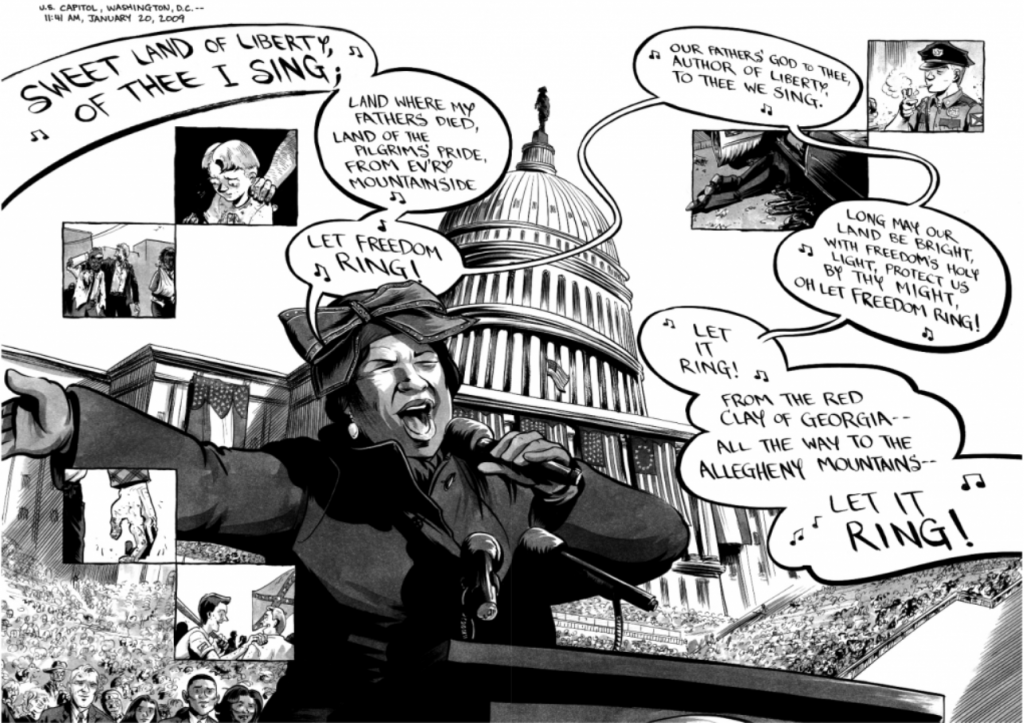 U.S. CAPITOL, WASHINGTON, D.C.--
11:41 AM, JANUARY 20, 2009
SWEET LAND OF LIBERTY,
OF THEE I SING;
LAND WHERE MY
FATHERS DIED,
LAND OF THE
PILGRIMS' PRIDE,
FROM EV'RY
MOUNTAINSIDE
LET FREEDOM
RING!
OUR FATHERS' GOD TO THEE,
AUTHOR OF LIBERTY,
TO THEE WE SING.
LONG MAY OUR
LAND BE BRIGHT,
WITH FREEDOM'S HOLY
LIGHT, PROTECT US
BY THY MIGHT,
OH LET FREEDOM RING!
LET
IT
RING!
FROM THE RED
CLAY OF GEORGIA--
ALL THE WAY TO THE
ALLEGHENY MOUNTAINS--
LET IT
RING!